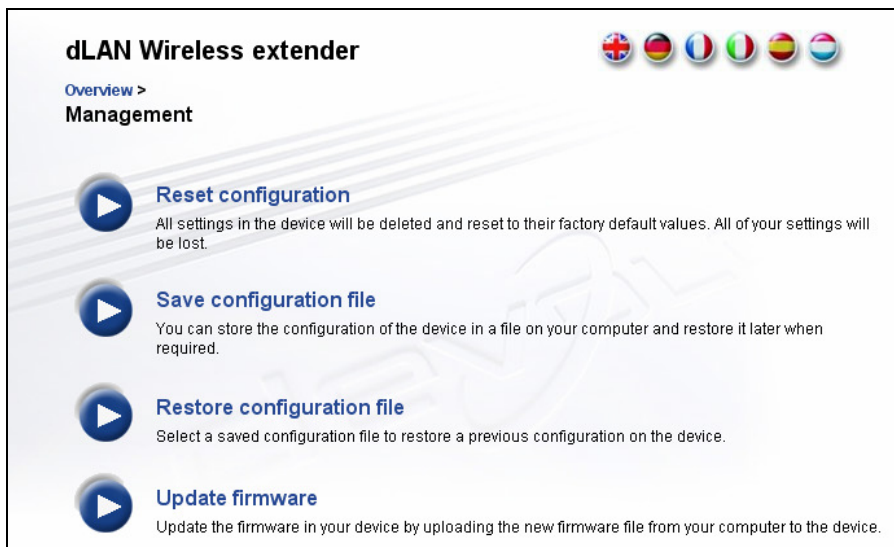 dLAN Wireless extender
Overview >
Management
Reset configuration
All settings in the device will be deleted and reset to their factory default values. All of your settings will
be lost.
Save configuration file
You can store the configuration of the device in a file on your computer and restore it later when
required.
Restore configuration file
Select a saved configuration file to restore a previous configuration on the device.
Update firmware
Update the firmware in your device by uploading the new firmware file from your computer to the device.